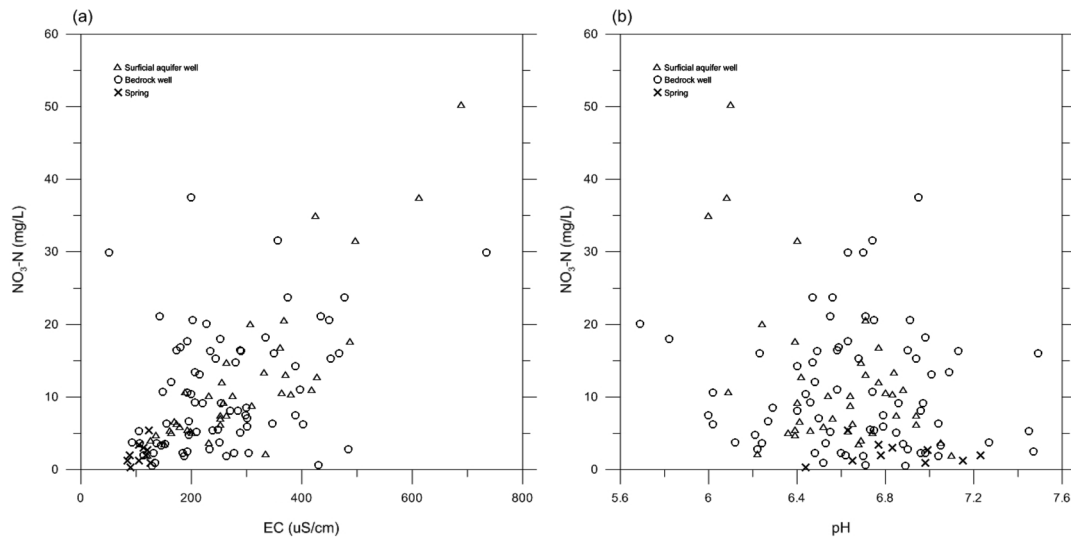 (a)
60
50
40
30
20
10
0
NO3-N (mg/L)
Surficial aquifer well
Bedrock well
Spring
0 200 400 600 800
EC (uS/cm)
(b)
60
50
40
30
20
10
0
NO3-N (mg/L)
Surficial aquifer well
Bedrock well
Spring
5.6 6 6.4 6.8 7.2 7.6
pH